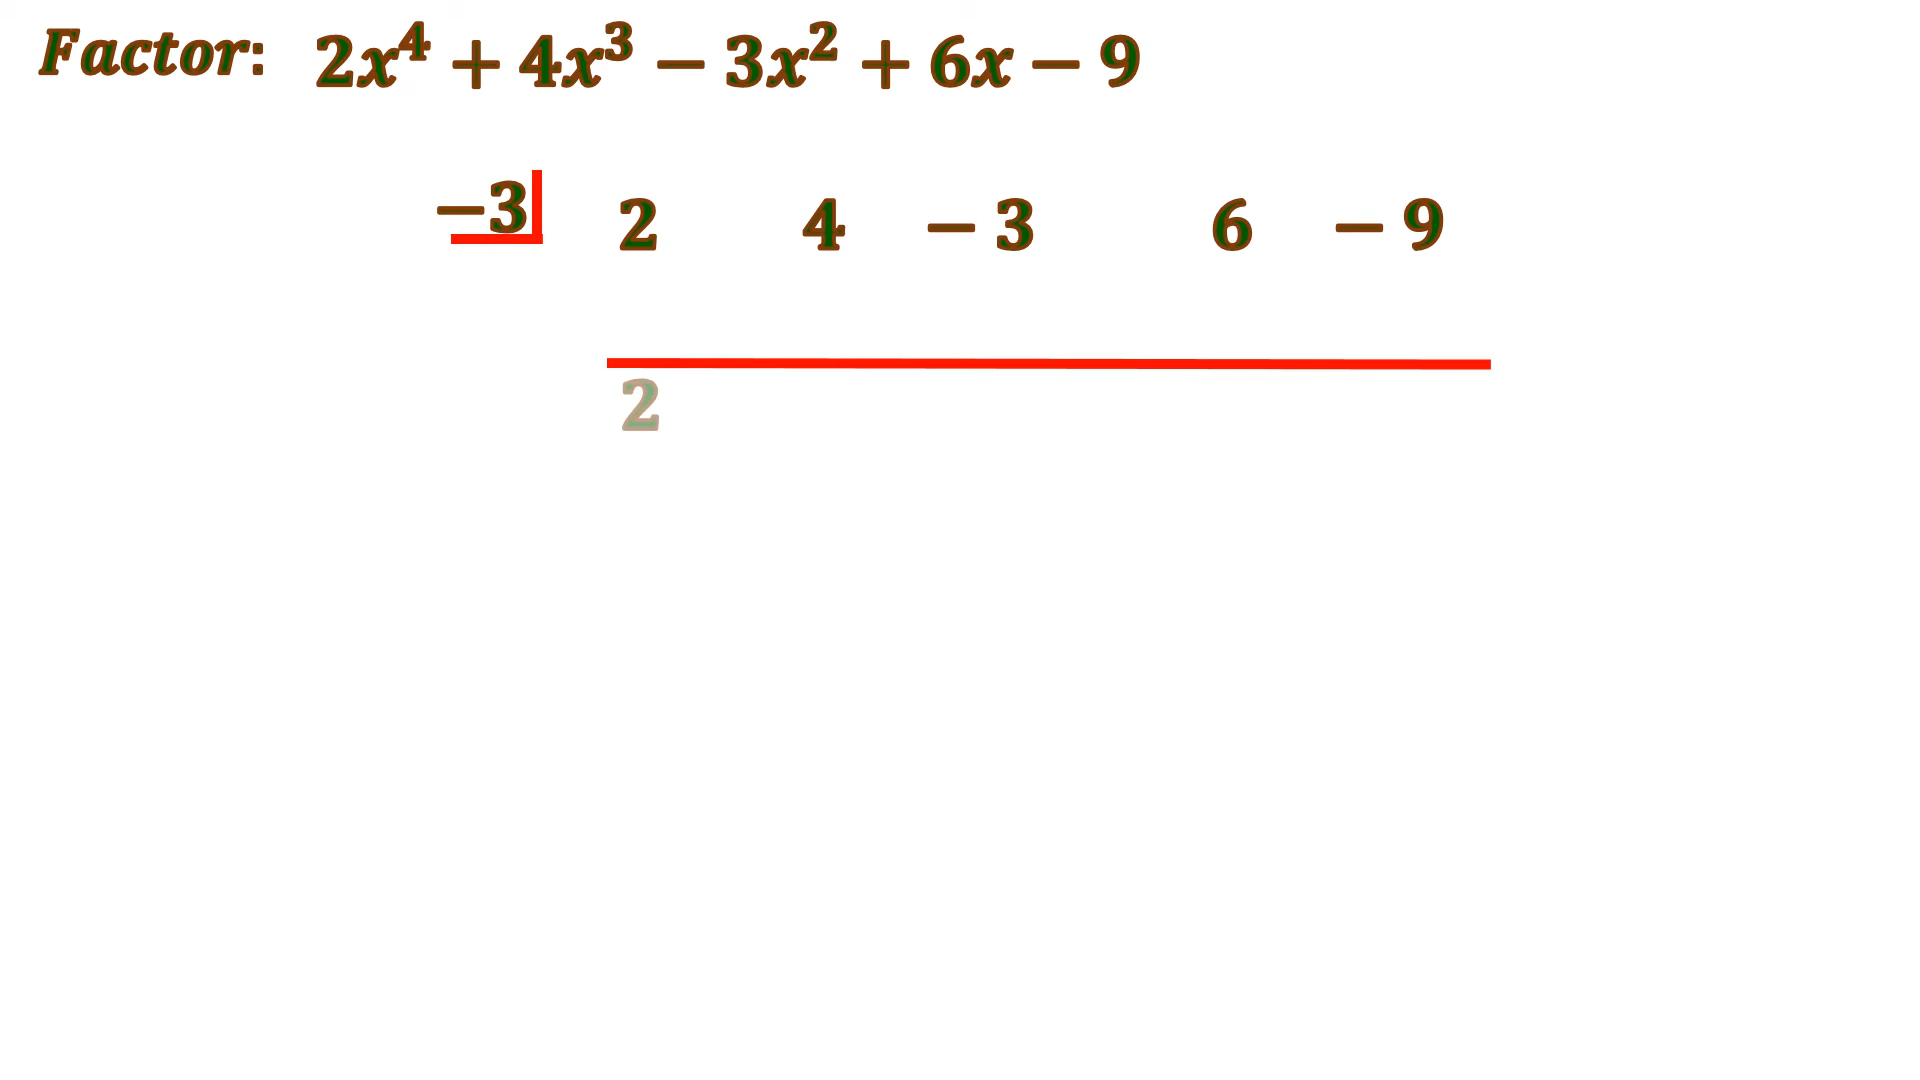 Factor: 2x⁴ + 4x³ − 3x² + 6x − 9
−3 2 4 − 3 6 − 9
2